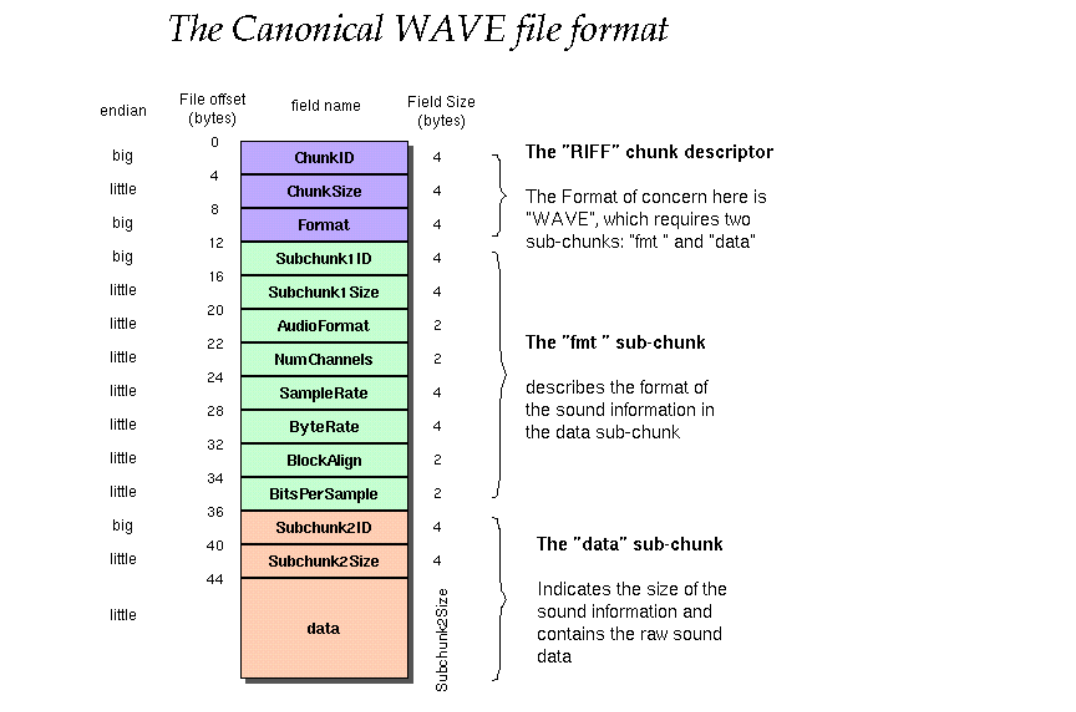 The Canonical WAVE file format
endian
File offset
(bytes)
field name
Field Size
(bytes)
0
big
ChunkID
4
4
little
ChunkSize
4
8
big
Format
4
12
The "RIFF" chunk descriptor
The Format of concern here is
"WAVE", which requires two
sub-chunks: "fmt " and "data"
big
Subchunk1ID
4
16
little
Subchunk1Size
4
20
little
AudioFormat
2
22
little
NumChannels
2
24
little
SampleRate
4
28
little
ByteRate
4
32
little
BlockAlign
2
34
little
BitsPerSample
2
36
The "fmt " sub-chunk
describes the format of
the sound information in
the data sub-chunk
big
Subchunk2ID
4
40
little
Subchunk2Size
4
44
little
data
Subchunk2Size
The "data" sub-chunk
Indicates the size of the
sound information and
contains the raw sound
data